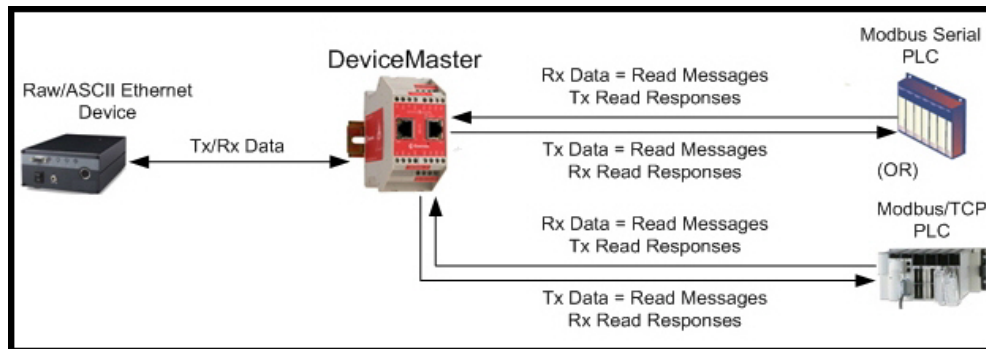 Raw/ASCII Ethernet
Device
Tx/Rx Data
DeviceMaster
Rx Data = Read Messages
Tx Read Responses
Tx Data = Read Messages
Rx Read Responses
Modbus Serial
PLC
(OR)
Modbus/TCP
PLC
Rx Data = Read Messages
Tx Read Responses
Tx Data = Read Messages
Rx Read Responses